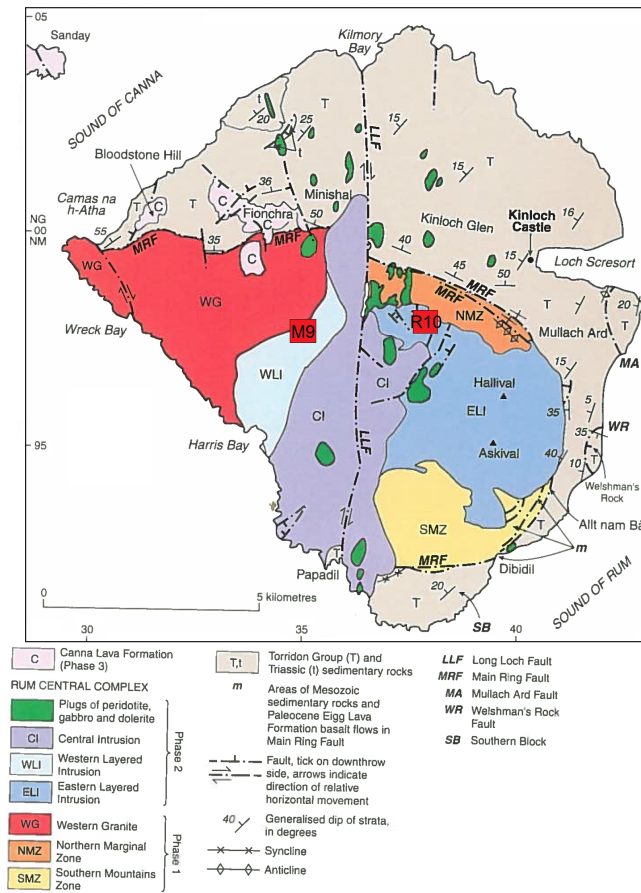 05
Sanday
Kilmory
Bay
SOUND OF CANNA
t
20
T
25
t
T
15
LLF
15
T
Bloodstone Hill
36
Minishal
Camas na
h-Atha
T
C
T
C
Fionchra
C
50
16
NG 00
NM
55
MRF
35
MRF
C
Kinloch Glen
Kinloch
Castle
40
45
MRF
15
50
Loch Scresort
WG
WG
MRF
NMZ
T
20
T
Wreck Bay
M9
R10
Mullach Ard
MA
WLI
CI
Hallival
ELI
15
35
5
CI
LLF
Askival
35
WR
Harris Bay
95
40
10
T
Welshman's
Rock
SMZ
T
Allt nam Bà
m
Papadil
T
MRF
Dibidil
SOUND OF RUM
0
5 kilometres
20
T
SB
30
35
40
C
Canna Lava Formation
(Phase 3)
RUM CENTRAL COMPLEX
Plugs of peridotite,
gabbro and dolerite
CI
Central Intrusion
WLI
Western Layered
Intrusion
ELI
Eastern Layered
Intrusion
Phase 2
WG
Western Granite
NMZ
Northern Marginal
Zone
SMZ
Southern Mountains
Zone
Phase 1
T,t
Torridon Group (T) and
Triassic (t) sedimentary rocks
m
Areas of Mesozoic
sedimentary rocks and
Paleocene Eigg Lava
Formation basalt flows in
Main Ring Fault
Fault, tick on downthrow
side, arrows indicate
direction of relative
horizontal movement
40
Generalised dip of strata,
in degrees
Syncline
Anticline
LLF Long Loch Fault
MRF Main Ring Fault
MA Mullach Ard Fault
WR Welshman's Rock
Fault
SB Southern Block